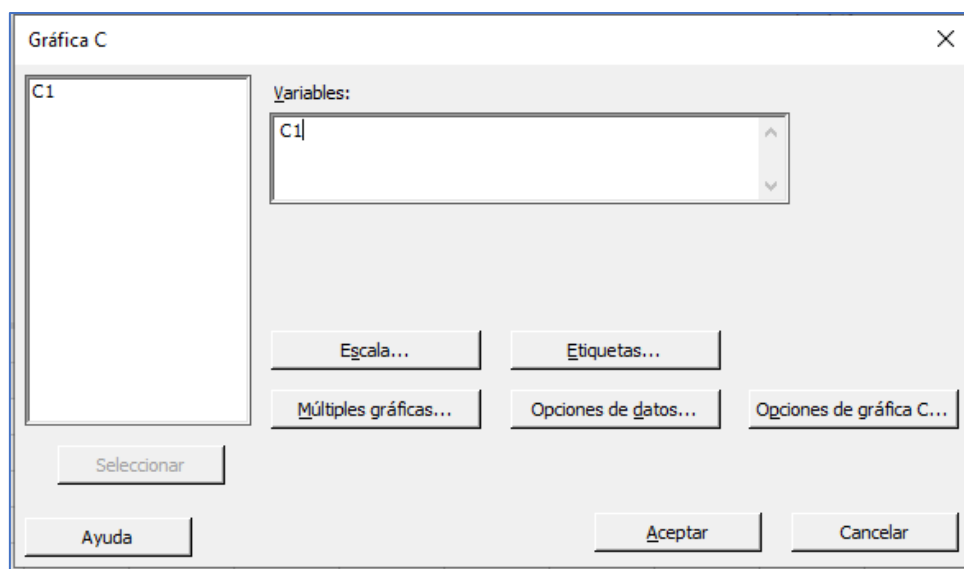 Gráfica C
C1
Variables:
C1
Escala...
Etiquetas...
Múltiples gráficas...
Opciones de datos...
Opciones de gráfica C...
Seleccionar
Ayuda
Aceptar
Cancelar